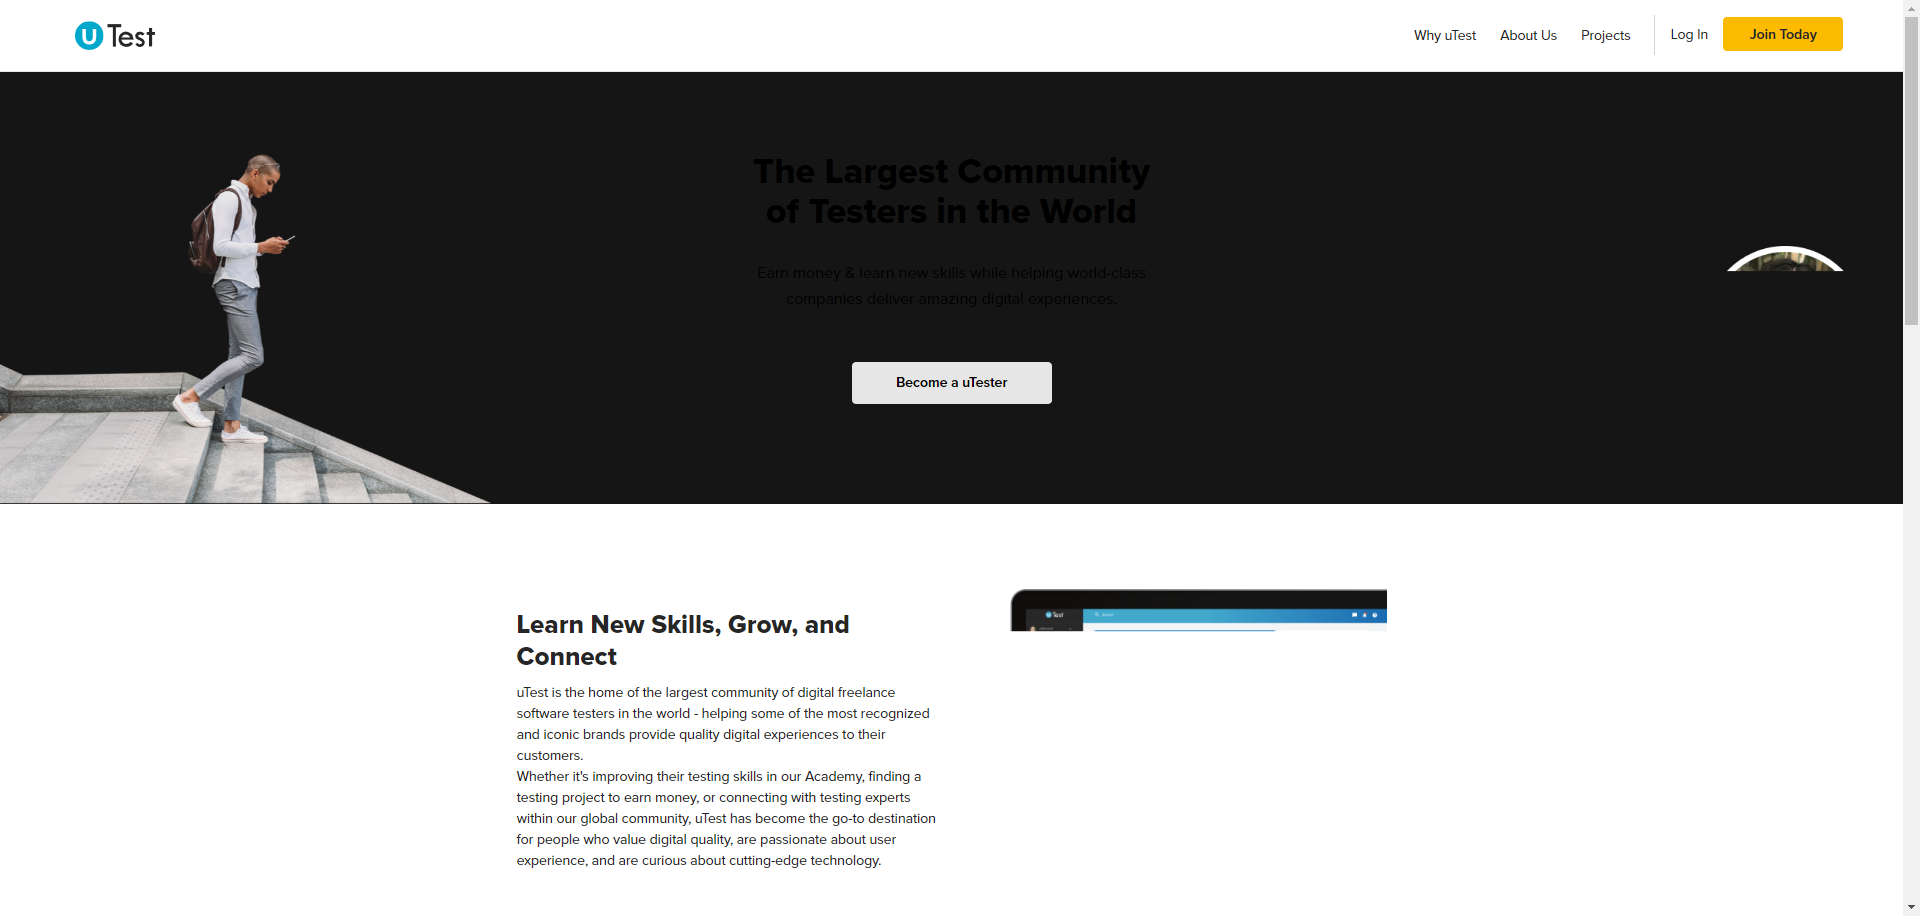 uTest
Why uTest
About Us
Projects
Log In
Join Today
The Largest Community
of Testers in the World
Earn money & learn new skills while helping world-class
companies deliver amazing digital experiences.
Become a uTester
Learn New Skills, Grow, and
Connect
uTest is the home of the largest community of digital freelance
software testers in the world - helping some of the most recognized
and iconic brands provide quality digital experiences to their
customers.
Whether it's improving their testing skills in our Academy, finding a
testing project to earn money, or connecting with testing experts
within our global community, uTest has become the go-to destination
for people who value digital quality, are passionate about user
experience, and are curious about cutting-edge technology.
uTest